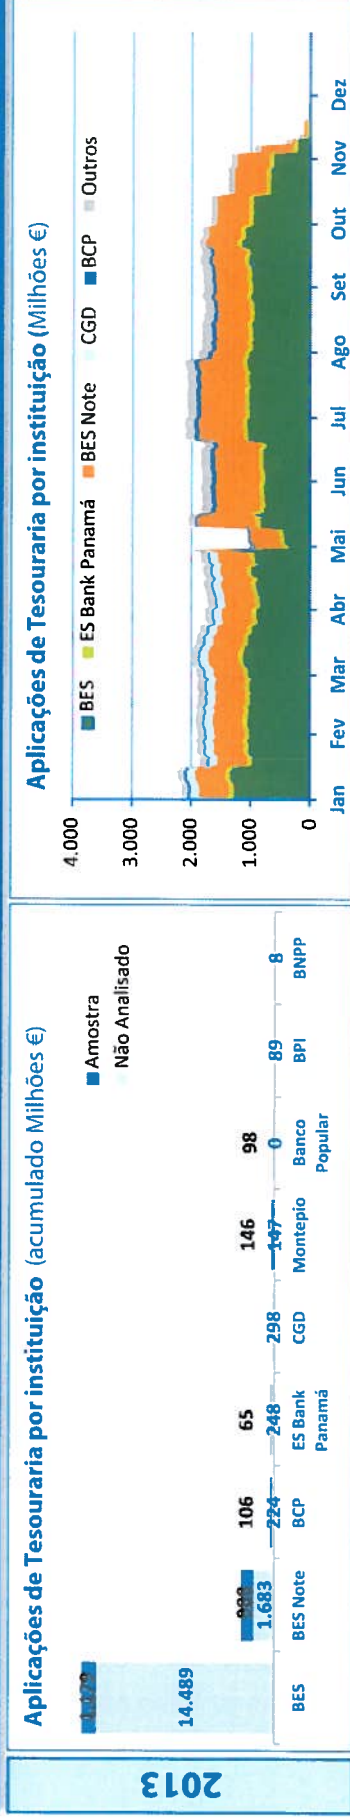 2013
Aplicações de Tesouraria por instituição (acumulado Milhões €)
Amostra
Não Analisado
14.489
1.683
106
224
65
248
298
146
147
98
0
89
8
BES
BES Note
BCP
ES Bank Panamá
CGD
Montepio
Banco Popular
BPI
BNPP
Aplicações de Tesouraria por instituição (Milhões €)
BES
ES Bank Panamá
BES Note
CGD
BCP
Outros
4.000
3.000
2.000
1.000
0
Jan Fev Mar Abr Mai Jun Jul Ago Set Out Nov Dez